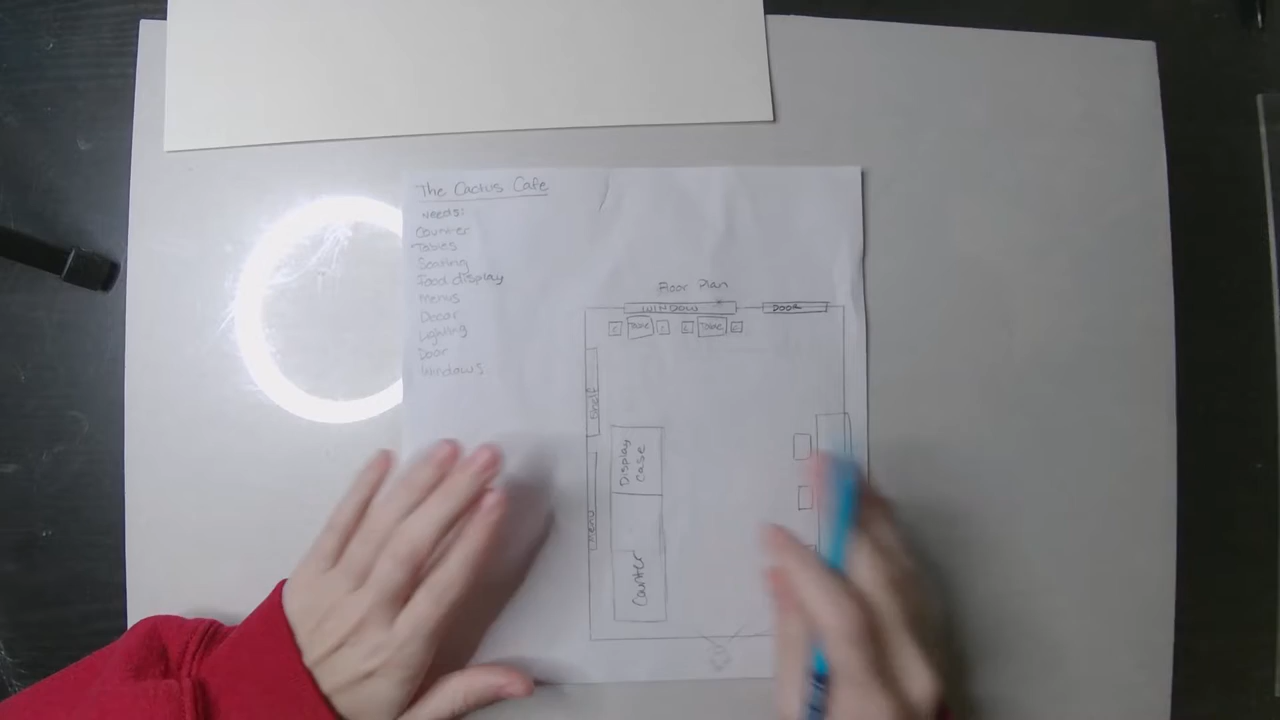 The Cactus Cafe
Needs:
Counter
Tables
Seating
Food display
Menus
Decor
Lighting
Door
Windows
Floor Plan
WINDOW
DOOR
C
Table
C
C
Table
C
Shelf
Display
case
Menu
Counter